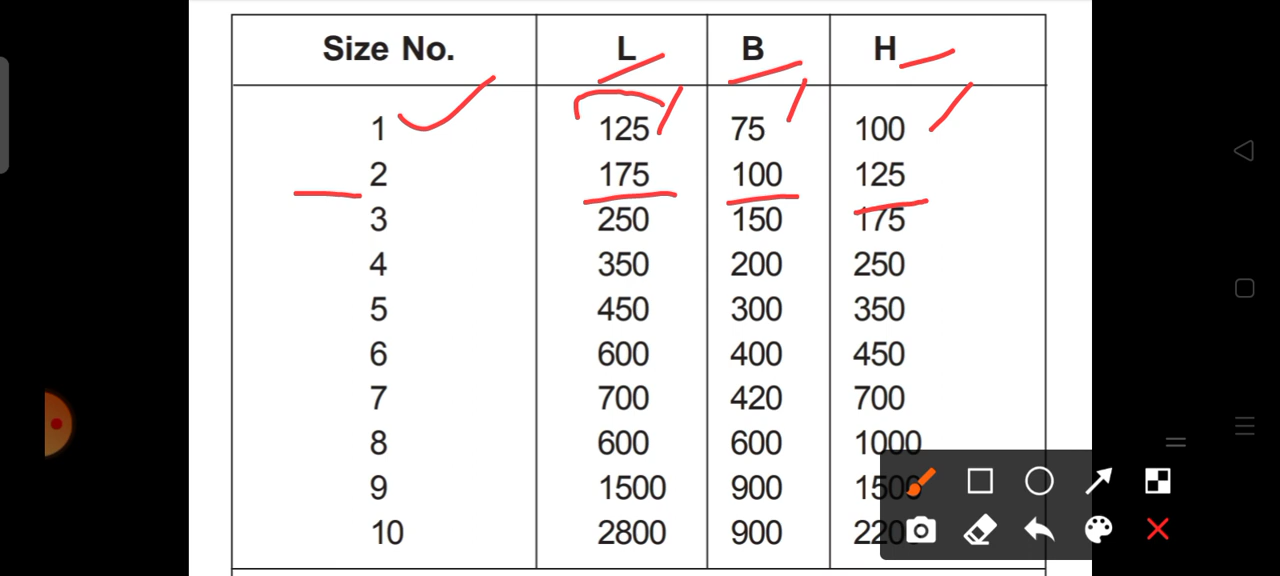 Size No. L B H
1 125 75 100
2 175 100 125
3 250 150 175
4 350 200 250
5 450 300 350
6 600 400 450
7 700 420 700
8 600 600 1000
9 1500 900
10 2800 900